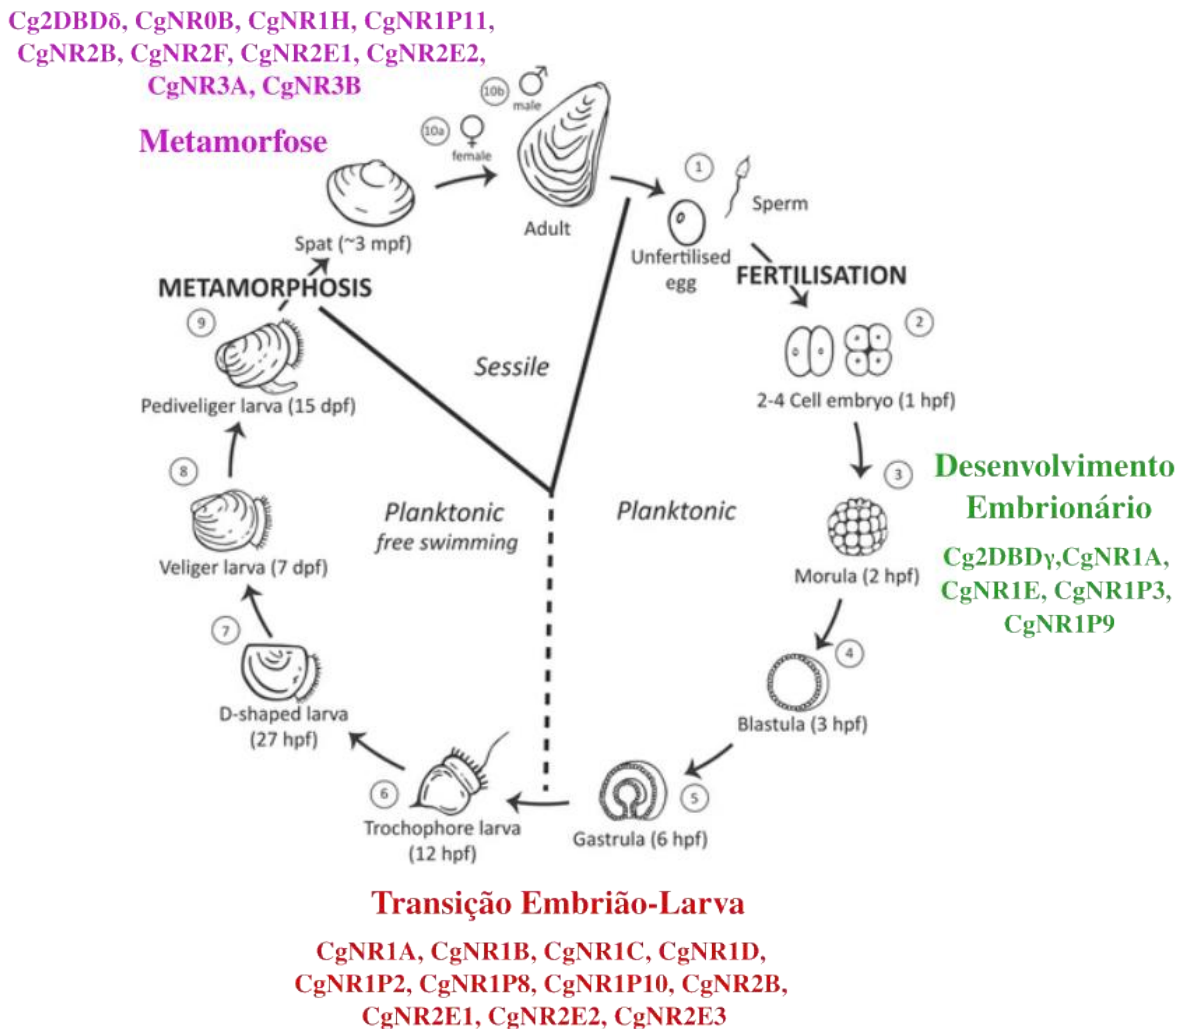 Cg2DBDδ, CgNR0B, CgNR1H, CgNR1P11,
CgNR2B, CgNR2F, CgNR2E1, CgNR2E2,
CgNR3A, CgNR3B
Metamorfose
10b
male
10a
female
Adult
Spat (~3 mpf)
1
Sperm
Unfertilised
egg
FERTILISATION
METAMORPHOSIS
2
2-4 Cell embryo (1 hpf)
9
Pediveliger larva (15 dpf)
Sessile
3
Desenvolvimento
Embrionário
Cg2DBDγ,CgNR1A,
CgNR1E, CgNR1P3,
CgNR1P9
Morula (2 hpf)
8
Veliger larva (7 dpf)
Planktonic
free swimming
Planktonic
4
Blastula (3 hpf)
7
D-shaped larva
(27 hpf)
5
Gastrula (6 hpf)
6
Trochophore larva
(12 hpf)
Transição Embrião-Larva
CgNR1A, CgNR1B, CgNR1C, CgNR1D,
CgNR1P2, CgNR1P8, CgNR1P10, CgNR2B,
CgNR2E1, CgNR2E2, CgNR2E3